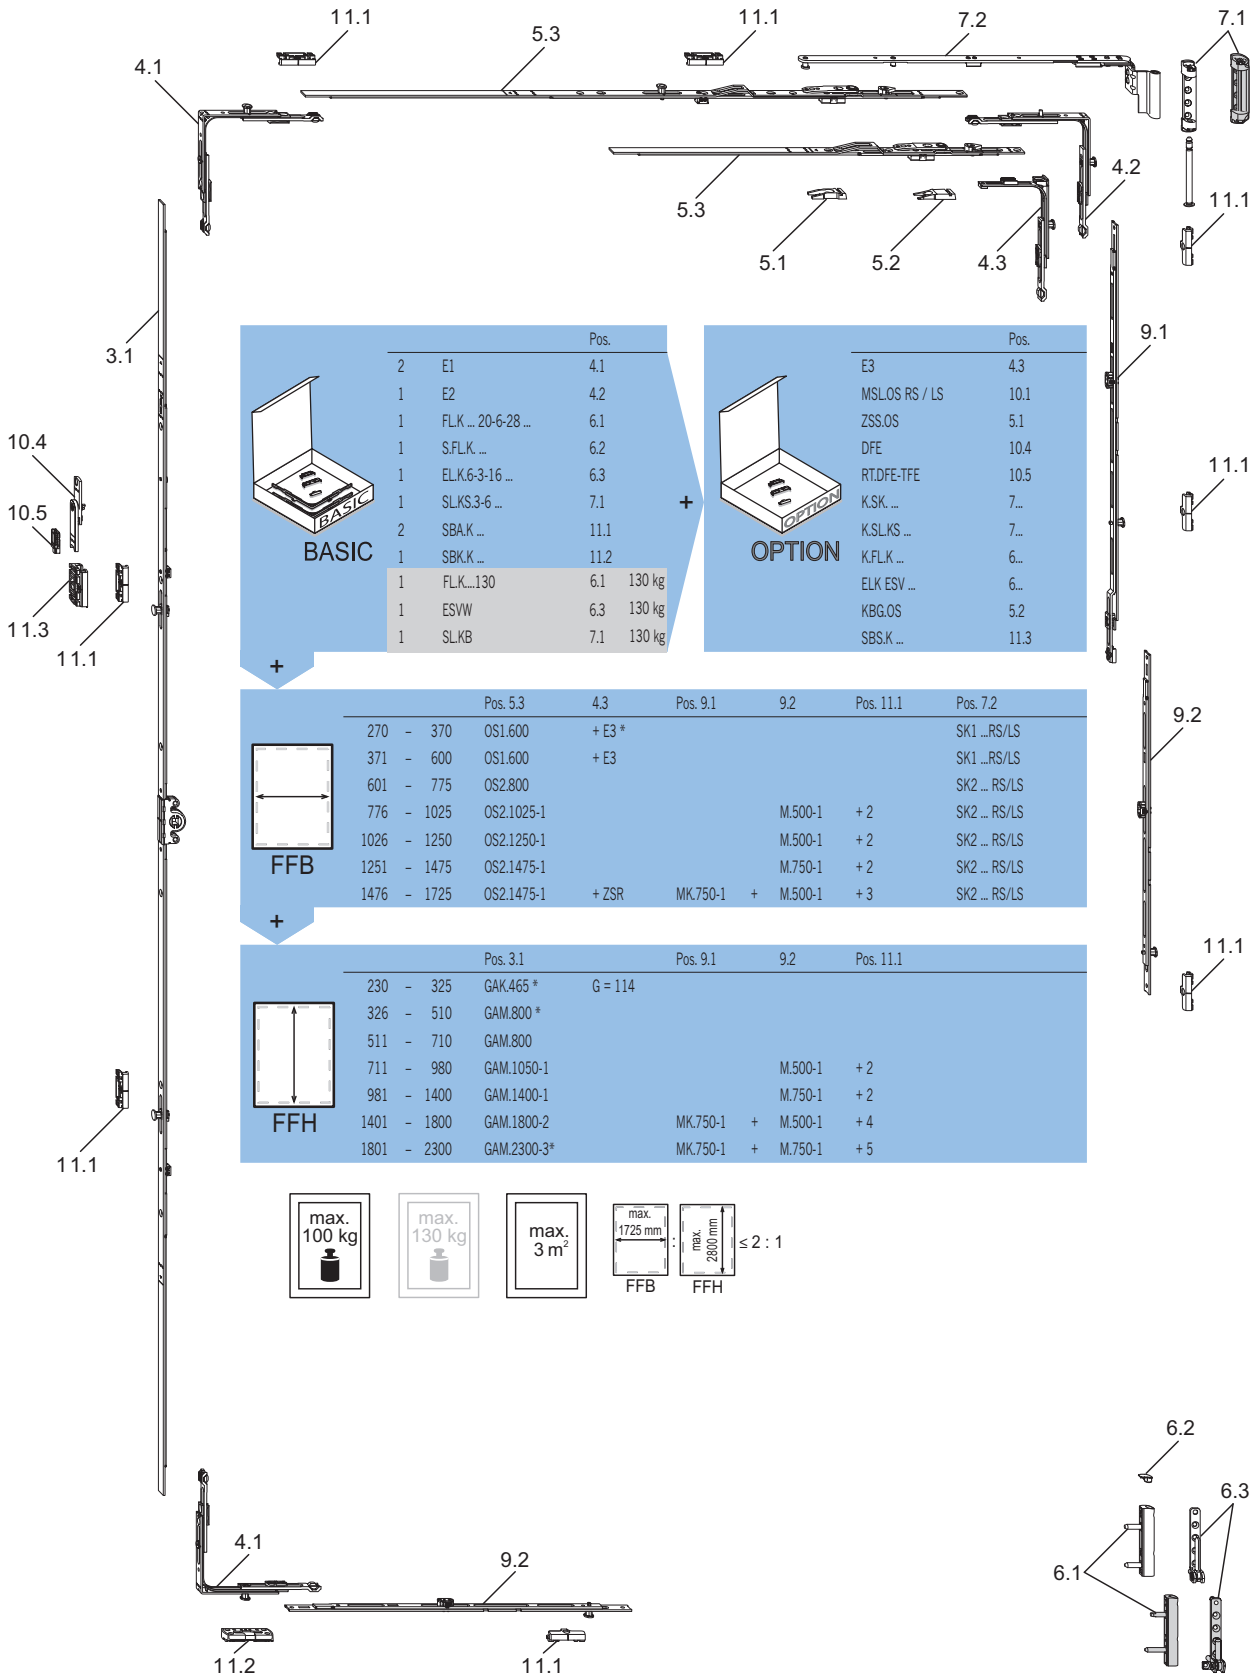 11.1
5.3
11.1
7.2
7.1
4.1
4.2
5.3
5.1
5.2
4.3
11.1
3.1
9.1
10.4
10.5
11.3
11.1
11.1
9.2
11.1
11.1
Pos.
2 E1 4.1
1 E2 4.2
1 FL.K ... 20-6-28 ... 6.1
1 S.FL.K. ... 6.2
1 EL.K.6-3-16 ... 6.3
1 SL.KS.3-6 ... 7.1
2 SBA.K ... 11.1
1 SBK.K ... 11.2
1 FL.K...130 6.1 130 kg
1 ESVW 6.3 130 kg
1 SL.KB 7.1 130 kg
BASIC
BASIC
+
Pos.
E3 4.3
MSL.OS RS / LS 10.1
ZSS.OS 5.1
DFE 10.4
RT.DFE-TFE 10.5
K.SK. ... 7...
K.SL.KS ... 7...
K.FL.K ... 6...
ELK ESV ... 6...
KBG.OS 5.2
SBS.K ... 11.3
OPTION
OPTION
+
Pos. 5.3 4.3 Pos. 9.1 9.2 Pos. 11.1 Pos. 7.2
270 – 370 OS1.600 + E3 * SK1 ...RS/LS
371 – 600 OS1.600 + E3 SK1 ...RS/LS
601 – 775 OS2.800 SK2 ... RS/LS
776 – 1025 OS2.1025-1 M.500-1 + 2 SK2 ... RS/LS
1026 – 1250 OS2.1250-1 M.500-1 + 2 SK2 ... RS/LS
1251 – 1475 OS2.1475-1 M.750-1 + 2 SK2 ... RS/LS
1476 – 1725 OS2.1475-1 + ZSR MK.750-1 + M.500-1 + 3 SK2 ... RS/LS
FFB
+
Pos. 3.1 Pos. 9.1 9.2 Pos. 11.1
230 – 325 GAK.465 * G = 114
326 – 510 GAM.800 *
511 – 710 GAM.800
711 – 980 GAM.1050-1 M.500-1 + 2
981 – 1400 GAM.1400-1 M.750-1 + 2
1401 – 1800 GAM.1800-2 MK.750-1 + M.500-1 + 4
1801 – 2300 GAM.2300-3* MK.750-1 + M.750-1 + 5
FFH
max.
100 kg
max.
130 kg
max.
3 m²
max.
1725 mm
FFB
:
max.
2800 mm
FFH
≤ 2 : 1
6.2
6.3
6.1
4.1
9.2
11.2
11.1